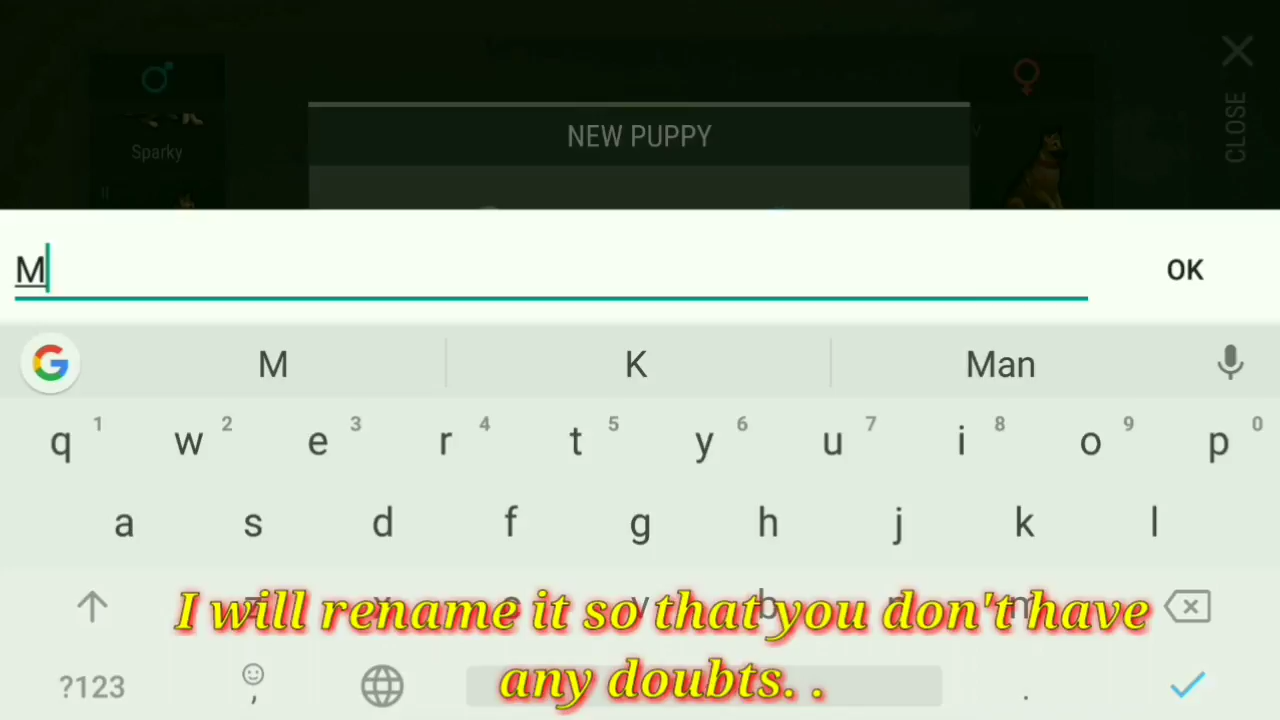 CLOSE
Sparky
II
V
NEW PUPPY
M
OK
M K Man
q 1 w 2 e 3 r 4 t 5 y 6 u 7 i 8 o 9 p 0
a s d f g h j k l
I will rename it so that you don't have
any doubts. .
?123 , .